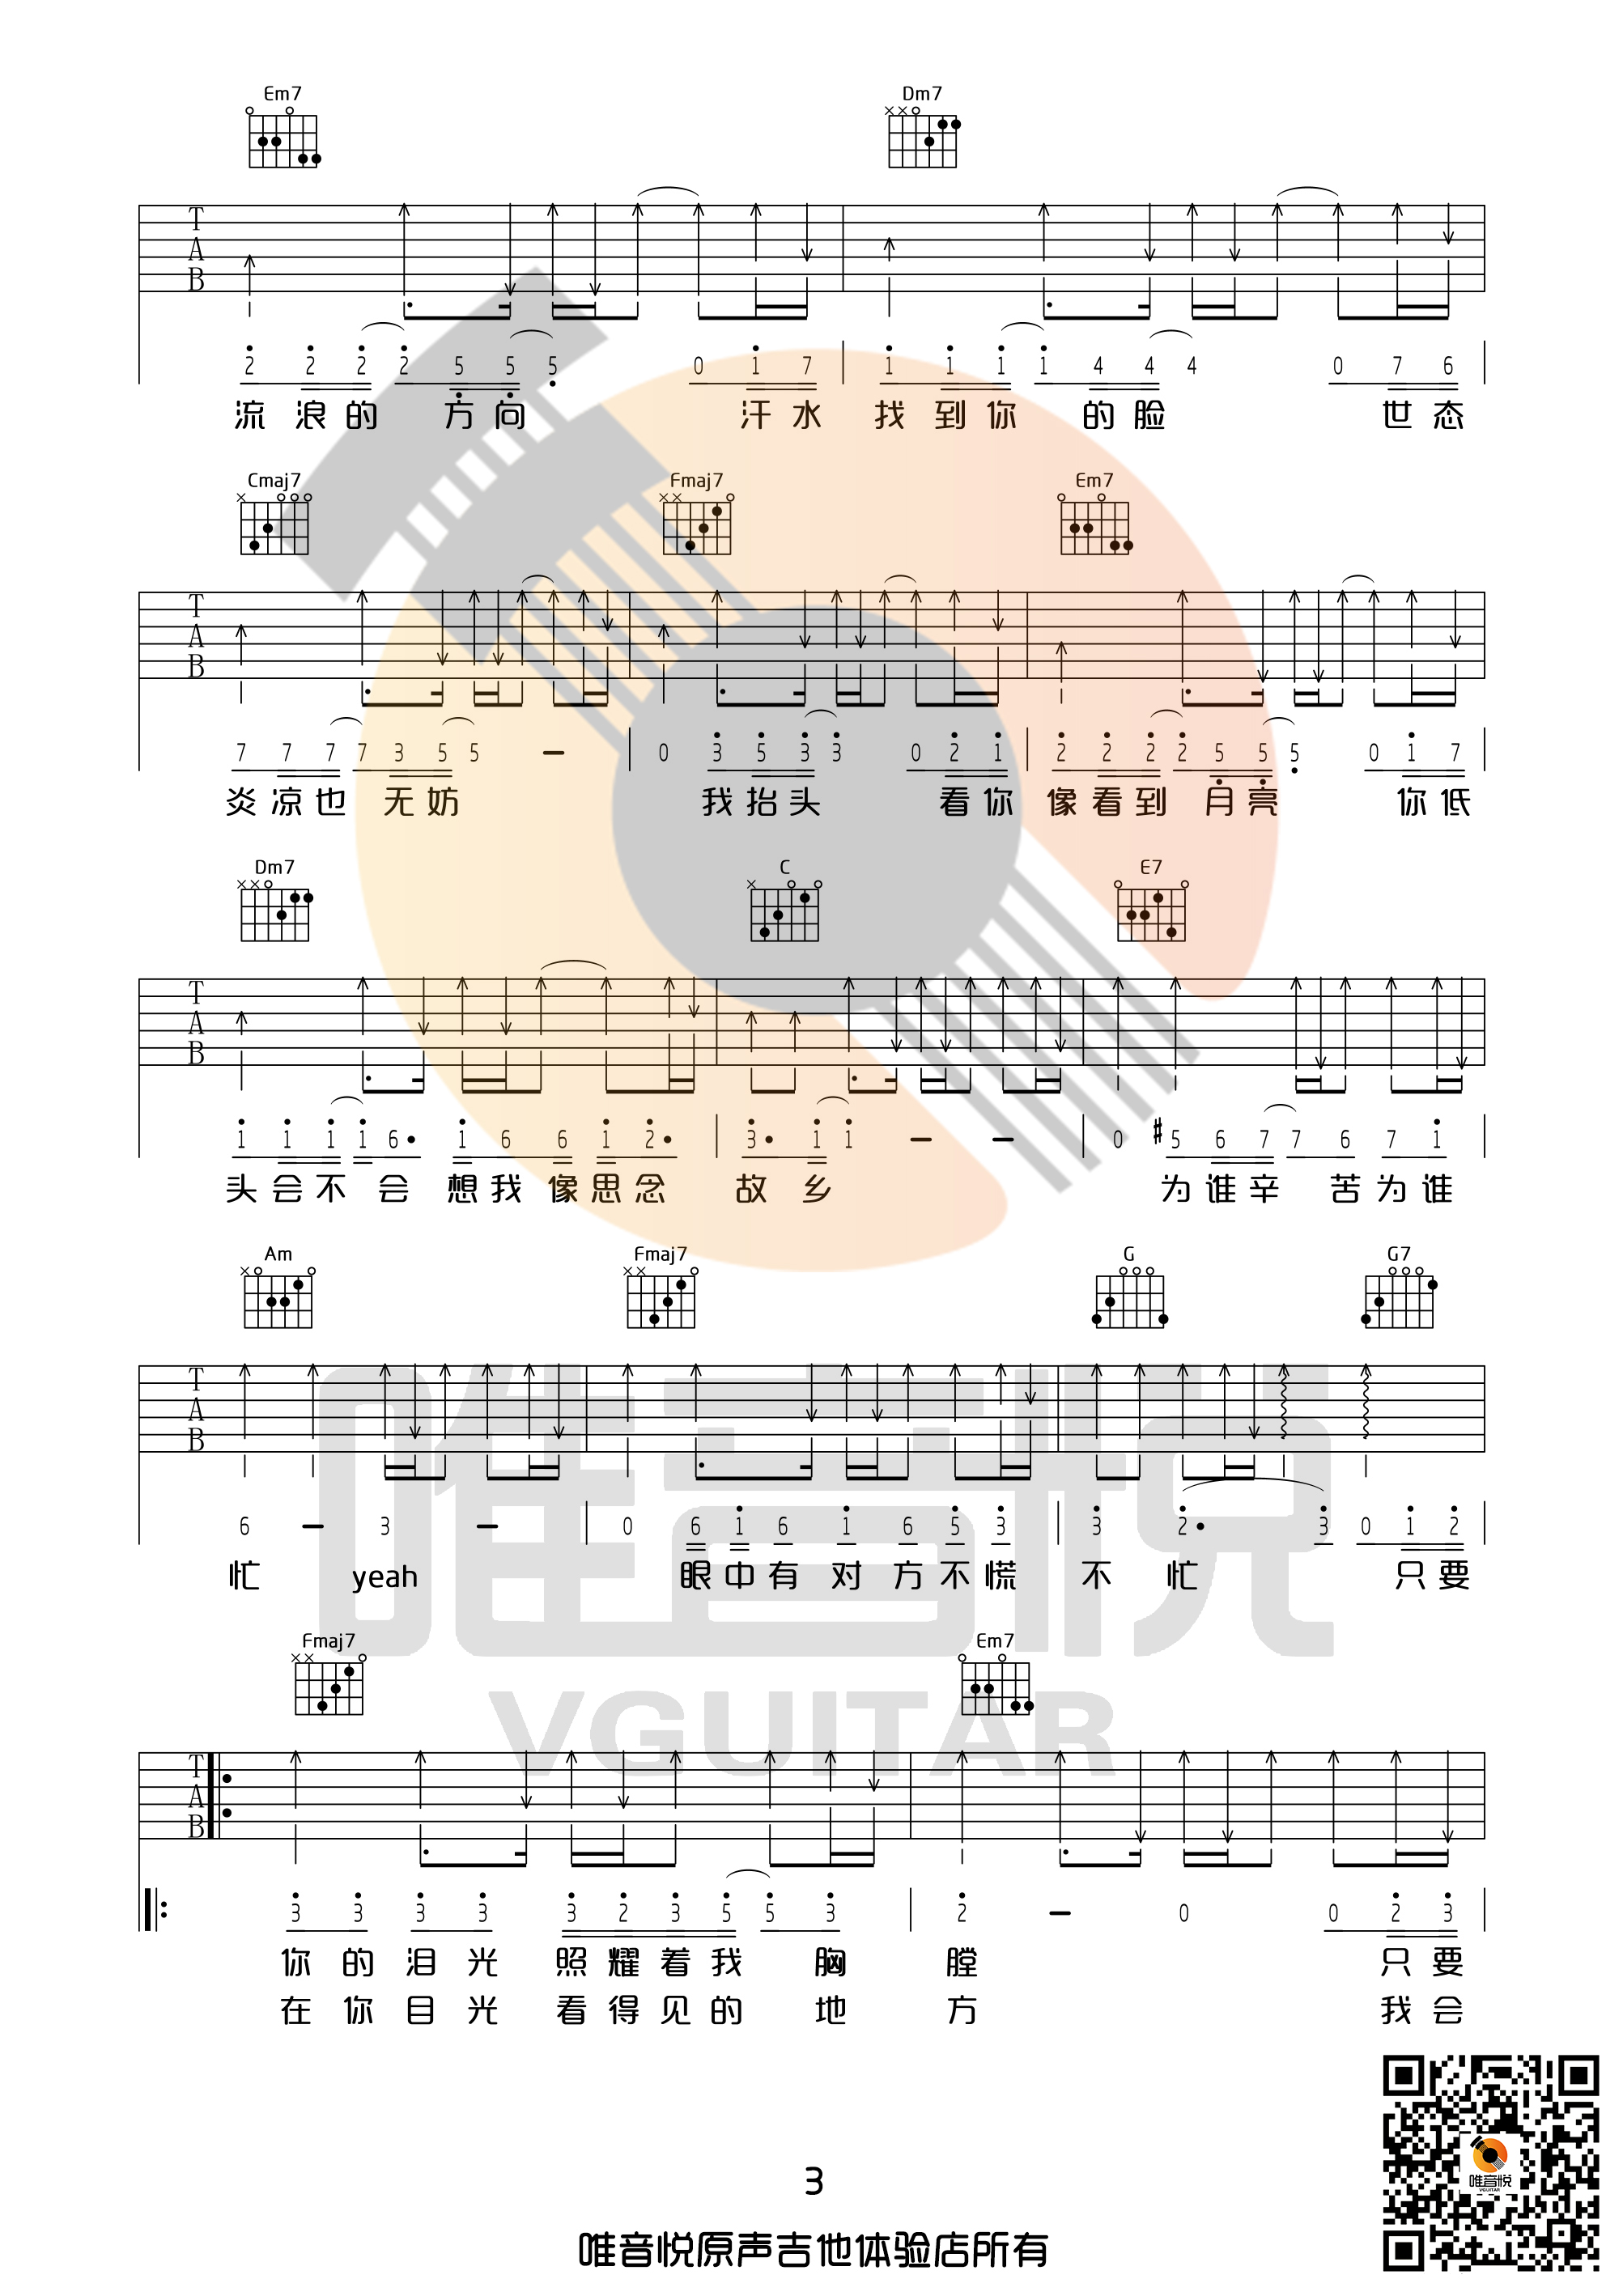 Em7 Dm7
T
A
B
2 2 2 2 5 5 5 0 1 7 1 1 1 1 4 4 4 0 7 6
流 浪 的 方 向 汗 水 找 到 你 的 脸 世 态
Cmaj7 Fmaj7 Em7
T
A
B
7 7 7 7 3 5 5 - 0 3 5 3 3 0 2 1 2 2 2 2 5 5 5 0 1 7
炎 凉 也 无 妨 我 抬 头 看 你 像 看 到 月 亮 你 低
Dm7 C E7
T
A
B
1 1 1 1 6· 1 6 6 1 2· 3· 1 1 - - 0 #5 6 7 7 6 7 1
头 会 不 会 想 我 像 思 念 故 乡 为 谁 辛 苦 为 谁
Am Fmaj7 G G7
T
A
B
6 - 3 - 0 6 1 6 1 6 5 3 3 2· 3 0 1 2
忙 yeah 眼 中 有 对 方 不 慌 不 忙 只 要
唯音悦
VGUITAR
Fmaj7 Em7
T
A
B
3 3 3 3 3 2 3 5 5 3 2 - 0 0 2 3
你 的 泪 光 照 耀 着 我 胸 膛 只 要
在 你 目 光 看 得 见 的 地 方 我 会
唯音悦
VGUITAR
3
唯音悦原声吉他体验店所有